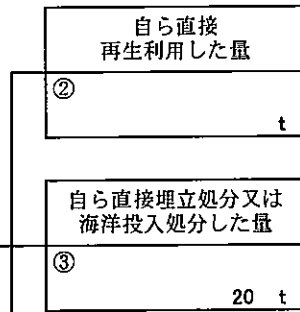 自ら直接
再生利用した量
②
t
自ら直接埋立処分又は
海洋投入処分した量
③
20 t